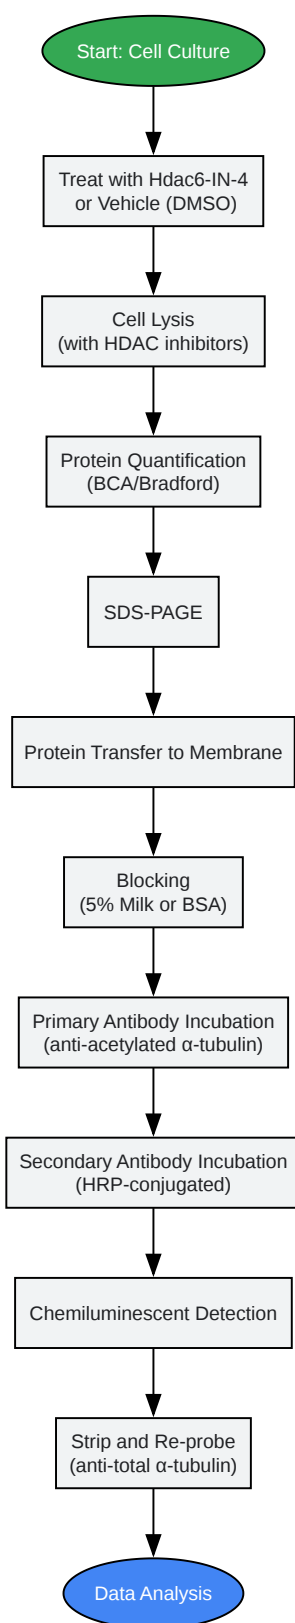 Start: Cell Culture
Treat with Hdac6-IN-4
or Vehicle (DMSO)
Cell Lysis
(with HDAC inhibitors)
Protein Quantification
(BCA/Bradford)
SDS-PAGE
Protein Transfer to Membrane
Blocking
(5% Milk or BSA)
Primary Antibody Incubation
(anti-acetylated α-tubulin)
Secondary Antibody Incubation
(HRP-conjugated)
Chemiluminescent Detection
Strip and Re-probe
(anti-total α-tubulin)
Data Analysis